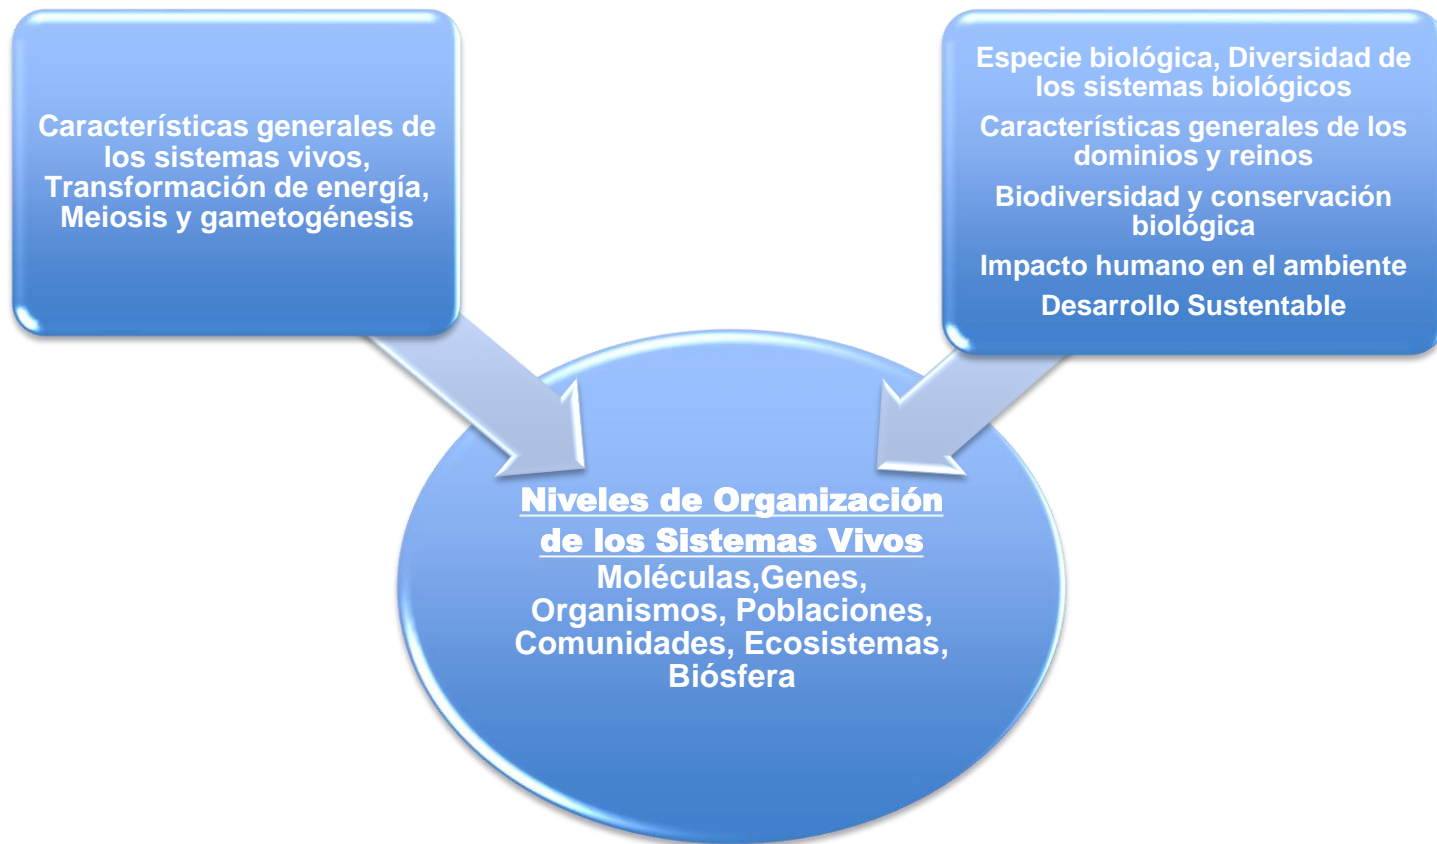 Características generales de
los sistemas vivos,
Transformación de energía,
Meiosis y gametogénesis
Especie biológica, Diversidad de
los sistemas biológicos
Características generales de los
dominios y reinos
Biodiversidad y conservación
biológica
Impacto humano en el ambiente
Desarrollo Sustentable
Niveles de Organización
de los Sistemas Vivos
Moléculas,Genes,
Organismos, Poblaciones,
Comunidades, Ecosistemas,
Biósfera